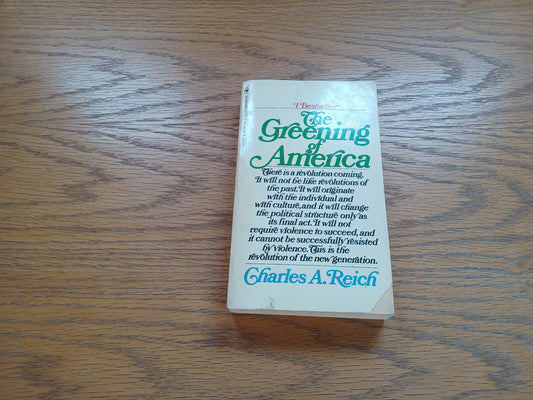 #1 Bestseller
The
Greening
of
America
There is a revolution coming.
It will not be like revolutions of
the past. It will originate
with the individual and
with culture, and it will change
the political structure only as
its final act. It will not
require violence to succeed, and
it cannot be successfully resisted
by violence. This is the
revolution of the new generation.
Charles A. Reich